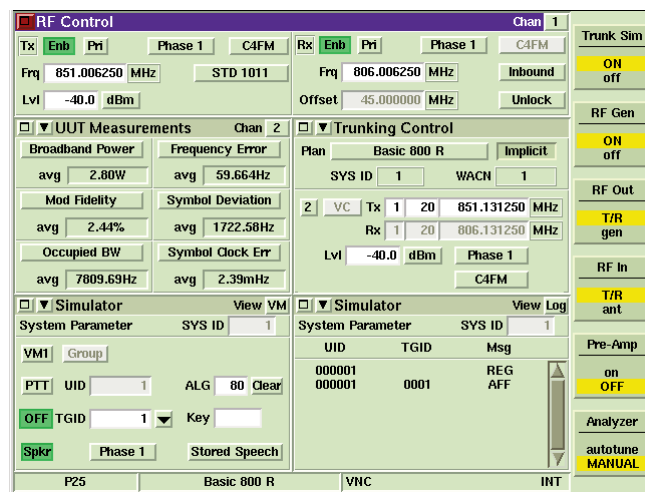 RF Control Chan 1
Tx Enb Pri Phase 1 C4FM
Frq 851.006250 MHz STD 1011
Lvl -40.0 dBm
Rx Enb Pri Phase 1 C4FM
Frq 806.006250 MHz Inbound
Offset 45.000000 MHz Unlock
UUT Measurements Chan 2
Broadband Power Frequency Error
avg 2.80W avg 59.664Hz
Mod Fidelity Symbol Deviation
avg 2.44% avg 1722.58Hz
Occupied BW Symbol Clock Err
avg 7809.69Hz avg 2.39mHz
Trunking Control
Plan Basic 800 R Implicit
SYS ID 1 WACN 1
2 VC Tx 1 20 851.131250 MHz
Rx 1 20 806.131250 MHz
Lvl -40.0 dBm Phase 1
C4FM
Simulator View VM
System Parameter SYS ID 1
VM1 Group
PTT UID 1 ALG 80 Clear
OFF TGID 1 Key
Spkr Phase 1 Stored Speech
Simulator View Log
System Parameter SYS ID 1
UID TGID Msg
000001 REG
000001 0001 AFF
P25 Basic 800 R VNC INT
Trunk Sim
ON
off
RF Gen
ON
off
RF Out
T/R
gen
RF In
T/R
ant
Pre-Amp
on
OFF
Analyzer
autotune
MANUAL